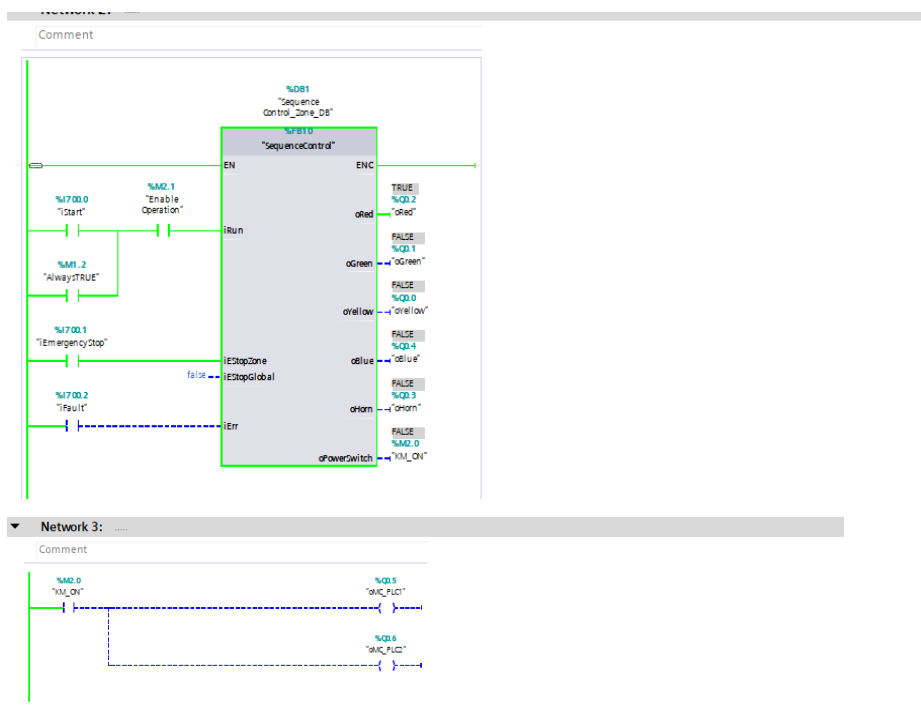 Network 2: .....
Comment
%DB1
"Sequence
Control_Zone_DB"
%FB10
"SequenceControl"
EN
ENO
%I700.0
"iStart"
%M2.1
"Enable
Operation"
iRun
%M1.2
"AlwaysTRUE"
%I700.1
"iEmergencyStop"
iEStopZone
false
iEStopGlobal
%I700.2
"iFault"
iErr
TRUE
%Q0.2
oRed
"oRed"
FALSE
%Q0.1
oGreen
"oGreen"
FALSE
%Q0.0
oYellow
"oYellow"
FALSE
%Q0.4
oBlue
"oBlue"
FALSE
%Q0.3
oHorn
"oHorn"
FALSE
%M2.0
oPowerSwitch
"KM_ON"
Network 3: .....
Comment
%M2.0
"KM_ON"
%Q0.5
"oMC_PLC1"
%Q0.6
"oMC_PLC2"